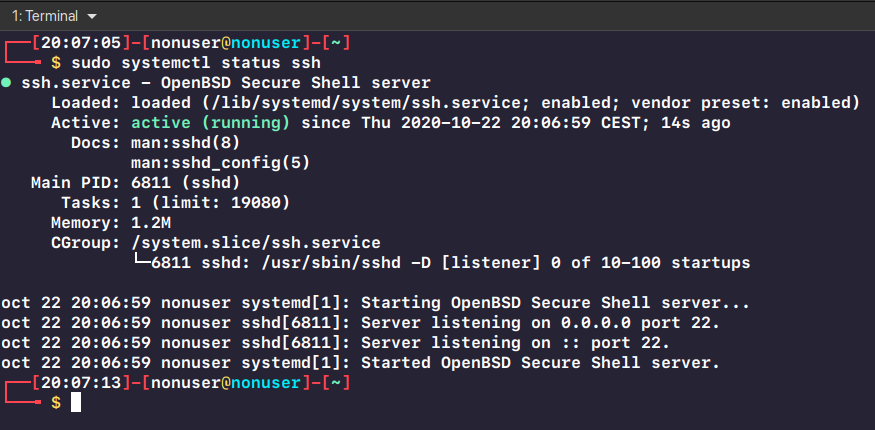 1: Terminal
┌──[20:07:05]-[nonuser@nonuser]-[~]
└──╼ $ sudo systemctl status ssh
● ssh.service - OpenBSD Secure Shell server
Loaded: loaded (/lib/systemd/system/ssh.service; enabled; vendor preset: enabled)
Active: active (running) since Thu 2020-10-22 20:06:59 CEST; 14s ago
Docs: man:sshd(8)
man:sshd_config(5)
Main PID: 6811 (sshd)
Tasks: 1 (limit: 19080)
Memory: 1.2M
CGroup: /system.slice/ssh.service
└─6811 sshd: /usr/sbin/sshd -D [listener] 0 of 10-100 startups
oct 22 20:06:59 nonuser systemd[1]: Starting OpenBSD Secure Shell server...
oct 22 20:06:59 nonuser sshd[6811]: Server listening on 0.0.0.0 port 22.
oct 22 20:06:59 nonuser sshd[6811]: Server listening on :: port 22.
oct 22 20:06:59 nonuser systemd[1]: Started OpenBSD Secure Shell server.
┌──[20:07:13]-[nonuser@nonuser]-[~]
└──╼ $